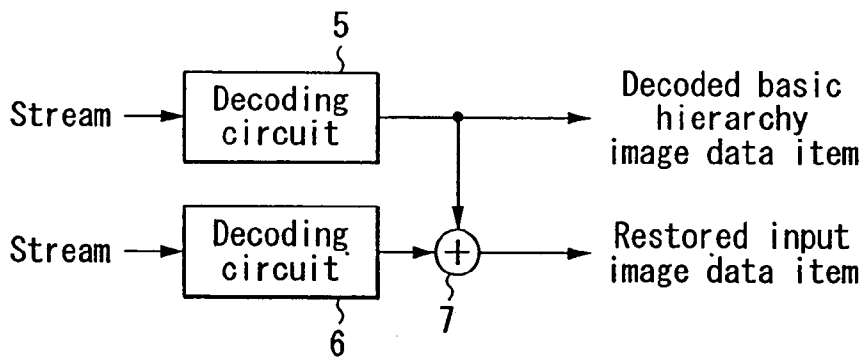 5
Stream
Decoding
circuit
Decoded basic
hierarchy
image data item
Stream
Decoding
circuit
+
Restored input
image data item
6
7